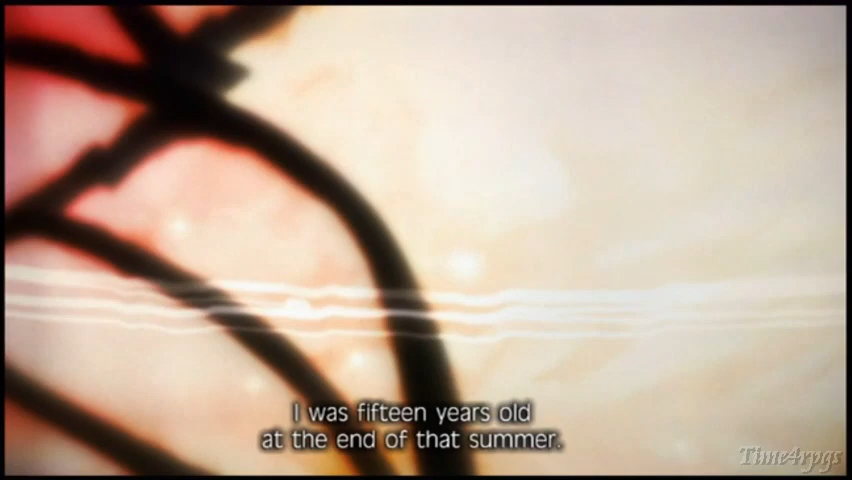 I was fifteen years old
at the end of that summer.
Time4rpgs